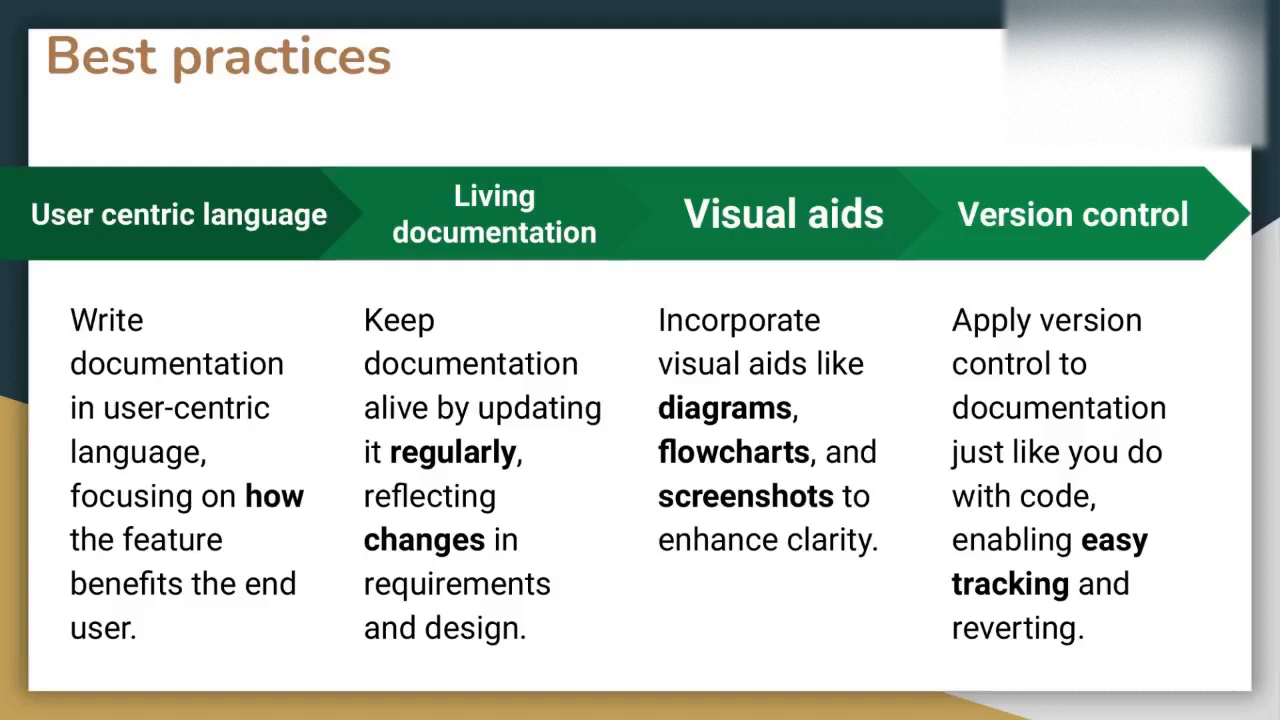 Best practices
User centric language
Living
documentation
Visual aids
Version control
Write
documentation
in user-centric
language,
focusing on how
the feature
benefits the end
user.
Keep
documentation
alive by updating
it regularly,
reflecting
changes in
requirements
and design.
Incorporate
visual aids like
diagrams,
flowcharts, and
screenshots to
enhance clarity.
Apply version
control to
documentation
just like you do
with code,
enabling easy
tracking and
reverting.